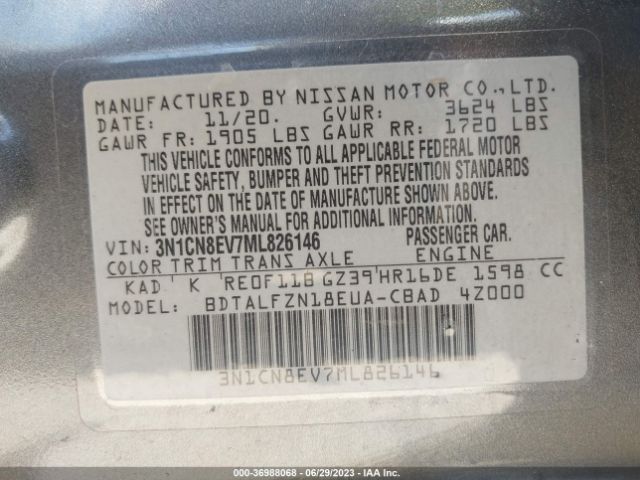 MANUFACTURED BY NISSAN MOTOR CO., LTD.
DATE: 11/20. GVWR: 3624 LBS
GAWR FR: 1905 LBS GAWR RR: 1720 LBS
THIS VEHICLE CONFORMS TO ALL APPLICABLE FEDERAL MOTOR
VEHICLE SAFETY, BUMPER AND THEFT PREVENTION STANDARDS
IN EFFECT ON THE DATE OF MANUFACTURE SHOWN ABOVE.
SEE OWNER'S MANUAL FOR ADDITIONAL INFORMATION.
VIN: 3N1CN8EV7ML826146 PASSENGER CAR.
COLOR TRIM TRANS AXLE ENGINE
KAD K RE0F11B GZ39 HR16DE 1598 CC
MODEL: BDTALFZN18EUA-CBAD 4Z000
3N1CN8EV7ML826146
000-36988068 - 06/29/2023 - IAA Inc.